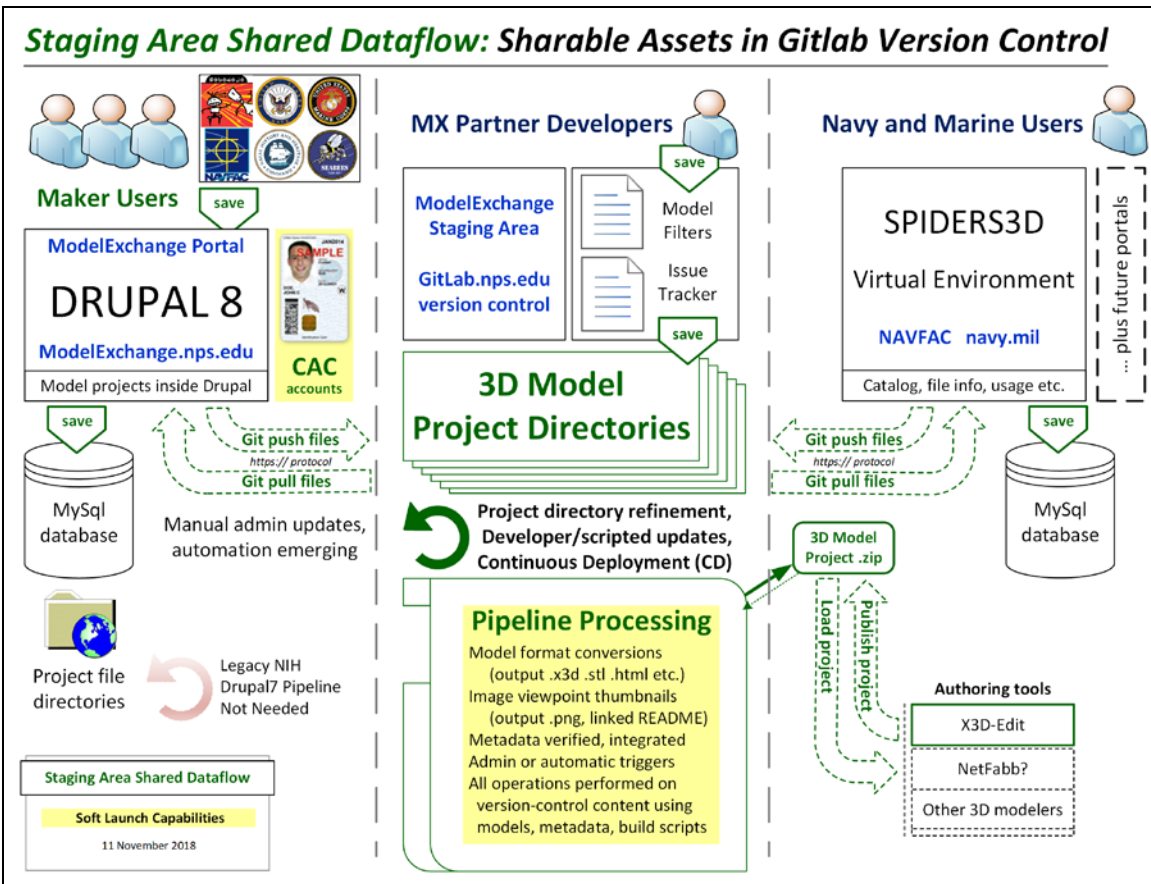 Staging Area Shared Dataflow: Sharable Assets in Gitlab Version Control
NAVFAC
SEABEES
Maker Users
save
ModelExchange Portal
DRUPAL 8
ModelExchange.nps.edu
Model projects inside Drupal
SAMPLE
CAC
accounts
save
MySql
database
Git push files
https:// protocol
Git pull files
Manual admin updates,
automation emerging
Project file
directories
Legacy NIH
Drupal7 Pipeline
Not Needed
Staging Area Shared Dataflow
Soft Launch Capabilities
11 November 2018
MX Partner Developers
save
ModelExchange
Staging Area
GitLab.nps.edu
version control
Model
Filters
Issue
Tracker
save
3D Model
Project Directories
Project directory refinement,
Developer/scripted updates,
Continuous Deployment (CD)
Pipeline Processing
Model format conversions
(output .x3d .stl .html etc.)
Image viewpoint thumbnails
(output .png, linked README)
Metadata verified, integrated
Admin or automatic triggers
All operations performed on
version-control content using
models, metadata, build scripts
Navy and Marine Users
SPIDERS3D
Virtual Environment
NAVFAC navy.mil
Catalog, file info, usage etc.
... plus future portals
save
MySql
database
Git push files
https:// protocol
Git pull files
3D Model
Project .zip
Load project
Publish project
Authoring tools
X3D-Edit
NetFabb?
Other 3D modelers